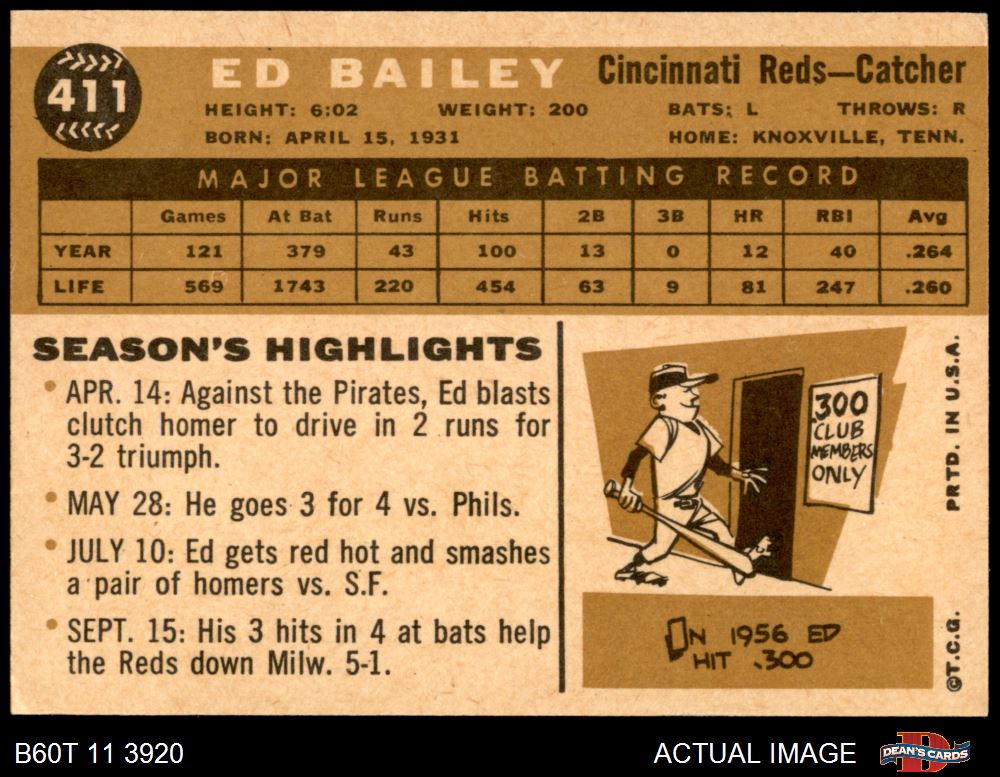 411
ED BAILEY Cincinnati Reds—Catcher
HEIGHT: 6:02 WEIGHT: 200 BATS: L THROWS: R
BORN: APRIL 15, 1931 HOME: KNOXVILLE, TENN.
MAJOR LEAGUE BATTING RECORD
Games At Bat Runs Hits 2B 3B HR RBI Avg
YEAR 121 379 43 100 13 0 12 40 .264
LIFE 569 1743 220 454 63 9 81 247 .260
SEASON'S HIGHLIGHTS
• APR. 14: Against the Pirates, Ed blasts
clutch homer to drive in 2 runs for
3-2 triumph.
• MAY 28: He goes 3 for 4 vs. Phils.
• JULY 10: Ed gets red hot and smashes
a pair of homers vs. S.F.
• SEPT. 15: His 3 hits in 4 at bats help
the Reds down Milw. 5-1.
300
CLUB
MEMBERS
ONLY
ON 1956 ED
HIT .300
PRTD. IN U.S.A.
©T.C.G.
B60T 11 3920
ACTUAL IMAGE
DEAN'S CARDS